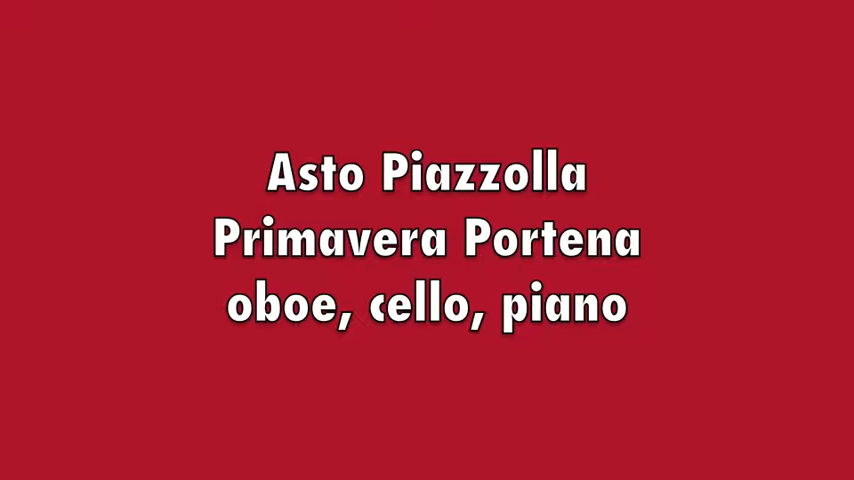 Asto Piazzolla
Primavera Portena
oboe, cello, piano